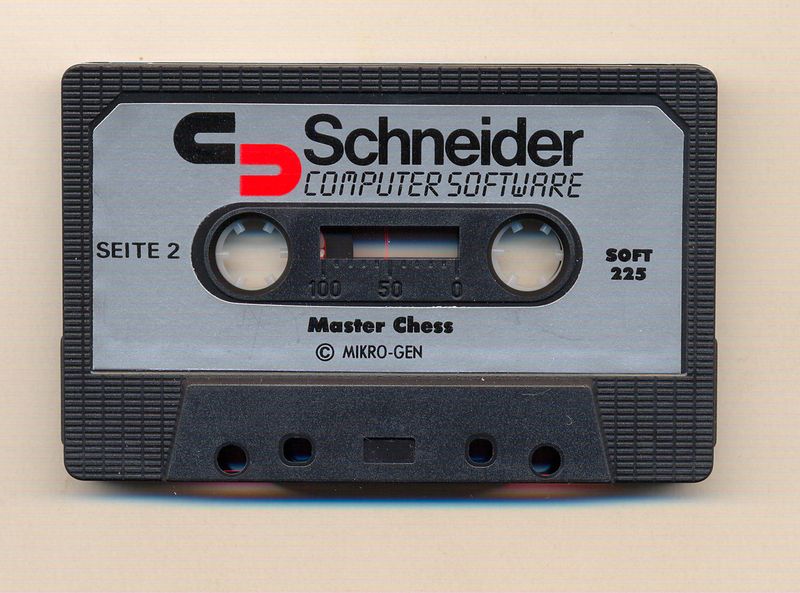 Schneider
COMPUTER SOFTWARE
SEITE 2
SOFT
225
100 50 0
Master Chess
© MIKRO-GEN